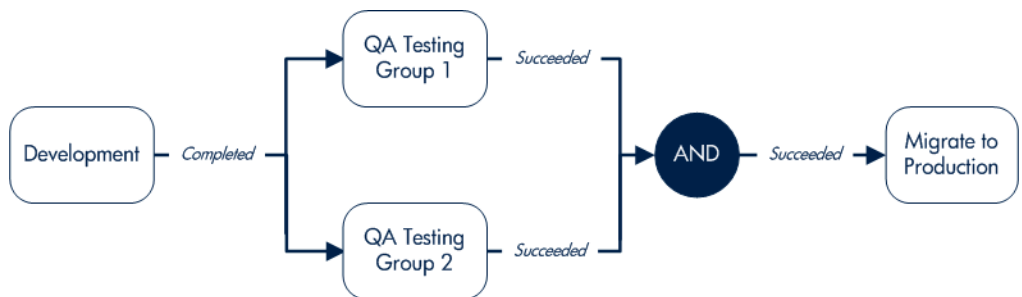 Development
Completed
QA Testing
Group 1
Succeeded
QA Testing
Group 2
Succeeded
AND
Succeeded
Migrate to
Production